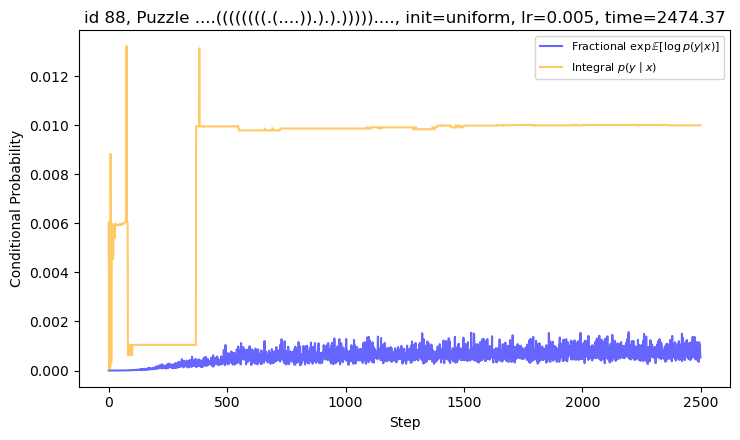 id 88, Puzzle ....((((((((.(....)).).).)))))...., init=uniform, lr=0.005, time=2474.37
Fractional exp𝔼[log p(y|x)]
Integral p(y | x)
Conditional Probability
0.012
0.010
0.008
0.006
0.004
0.002
0.000
0
500
1000
1500
2000
2500
Step